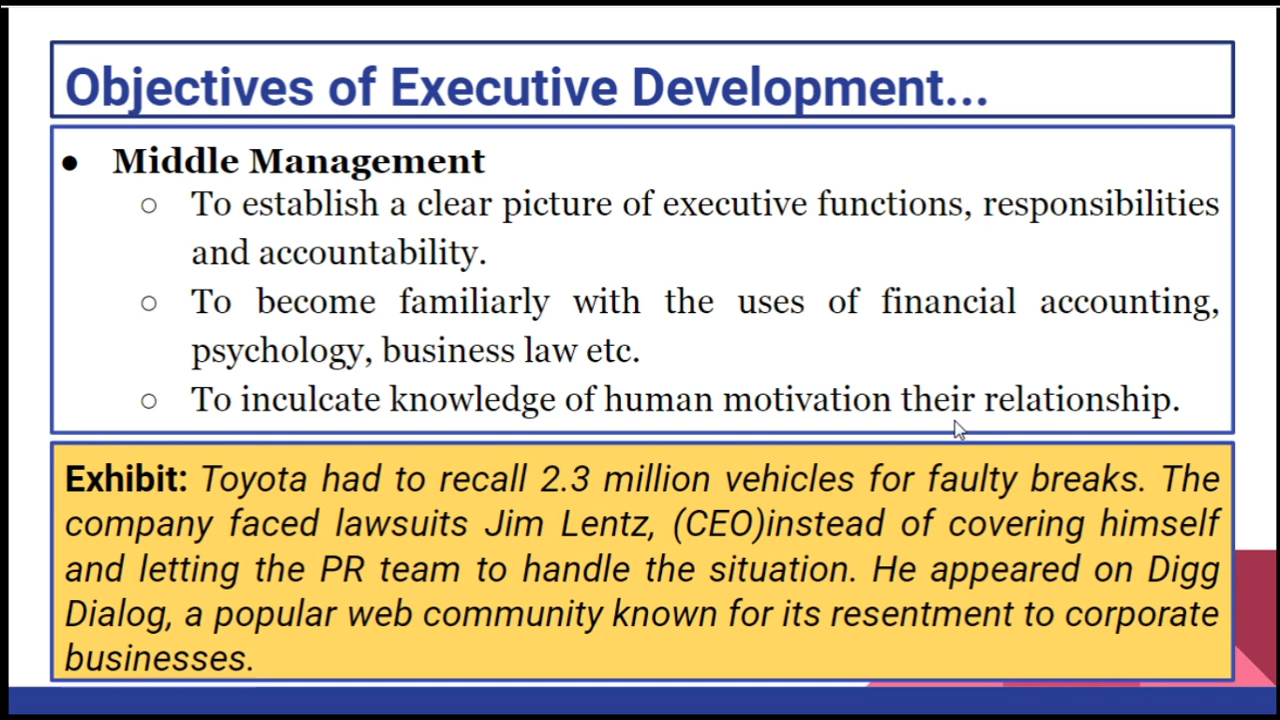 Objectives of Executive Development...
● Middle Management
○ To establish a clear picture of executive functions, responsibilities
and accountability.
○ To become familiarly with the uses of financial accounting,
psychology, business law etc.
○ To inculcate knowledge of human motivation their relationship.
Exhibit: Toyota had to recall 2.3 million vehicles for faulty breaks. The
company faced lawsuits Jim Lentz, (CEO)instead of covering himself
and letting the PR team to handle the situation. He appeared on Digg
Dialog, a popular web community known for its resentment to corporate
businesses.